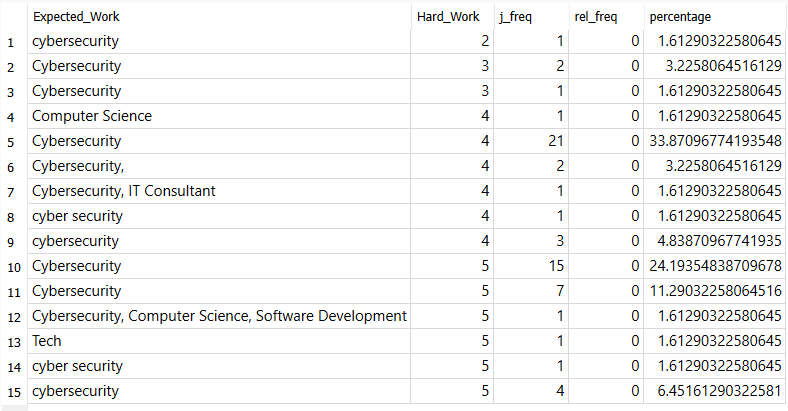 Expected_Work Hard_Work j_freq rel_freq percentage
1 cybersecurity 2 1 0 1.61290322580645
2 Cybersecurity 3 2 0 3.2258064516129
3 Cybersecurity 3 1 0 1.61290322580645
4 Computer Science 4 1 0 1.61290322580645
5 Cybersecurity 4 21 0 33.87096774193548
6 Cybersecurity, 4 2 0 3.2258064516129
7 Cybersecurity, IT Consultant 4 1 0 1.61290322580645
8 cyber security 4 1 0 1.61290322580645
9 cybersecurity 4 3 0 4.83870967741935
10 Cybersecurity 5 15 0 24.19354838709678
11 Cybersecurity 5 7 0 11.29032258064516
12 Cybersecurity, Computer Science, Software Development 5 1 0 1.61290322580645
13 Tech 5 1 0 1.61290322580645
14 cyber security 5 1 0 1.61290322580645
15 cybersecurity 5 4 0 6.45161290322581